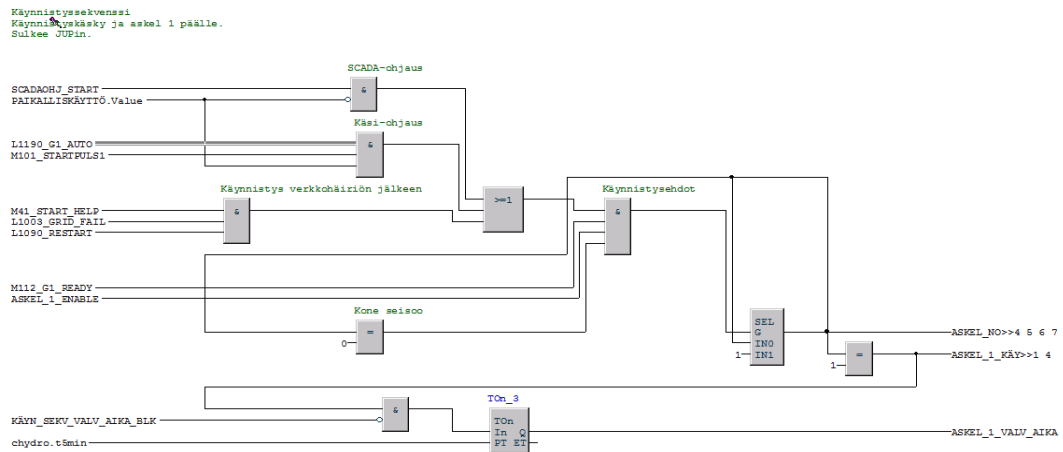 Käynnistyssekvenssi
Käynnistyskäsky ja askel 1 päälle.
Sulkee JUPin.
SCADA-ohjaus
SCADAOHJ_START
&
PAIKALLISKÄYTTÖ.Value
Käsi-ohjaus
L1190_G1_AUTO
&
M101_STARTPULS1
Käynnistys verkkohäiriön jälkeen
Käynnistysehdot
>=1
M41_START_HELP
&
&
L1003_GRID_FAIL
L1090_RESTART
M112_G1_READY
ASKEL_1_ENABLE
Kone seisoo
SEL
=
G
ASKEL_NO>>4 5 6 7
0
IN0
1
IN1
=
ASKEL_1_KÄY>>1 4
1
TOn_3
&
KÄYN_SEKV_VALV_AIKA_BLK
TOn
In Q
ASKEL_1_VALV_AIKA
chydro.t5min
PT ET